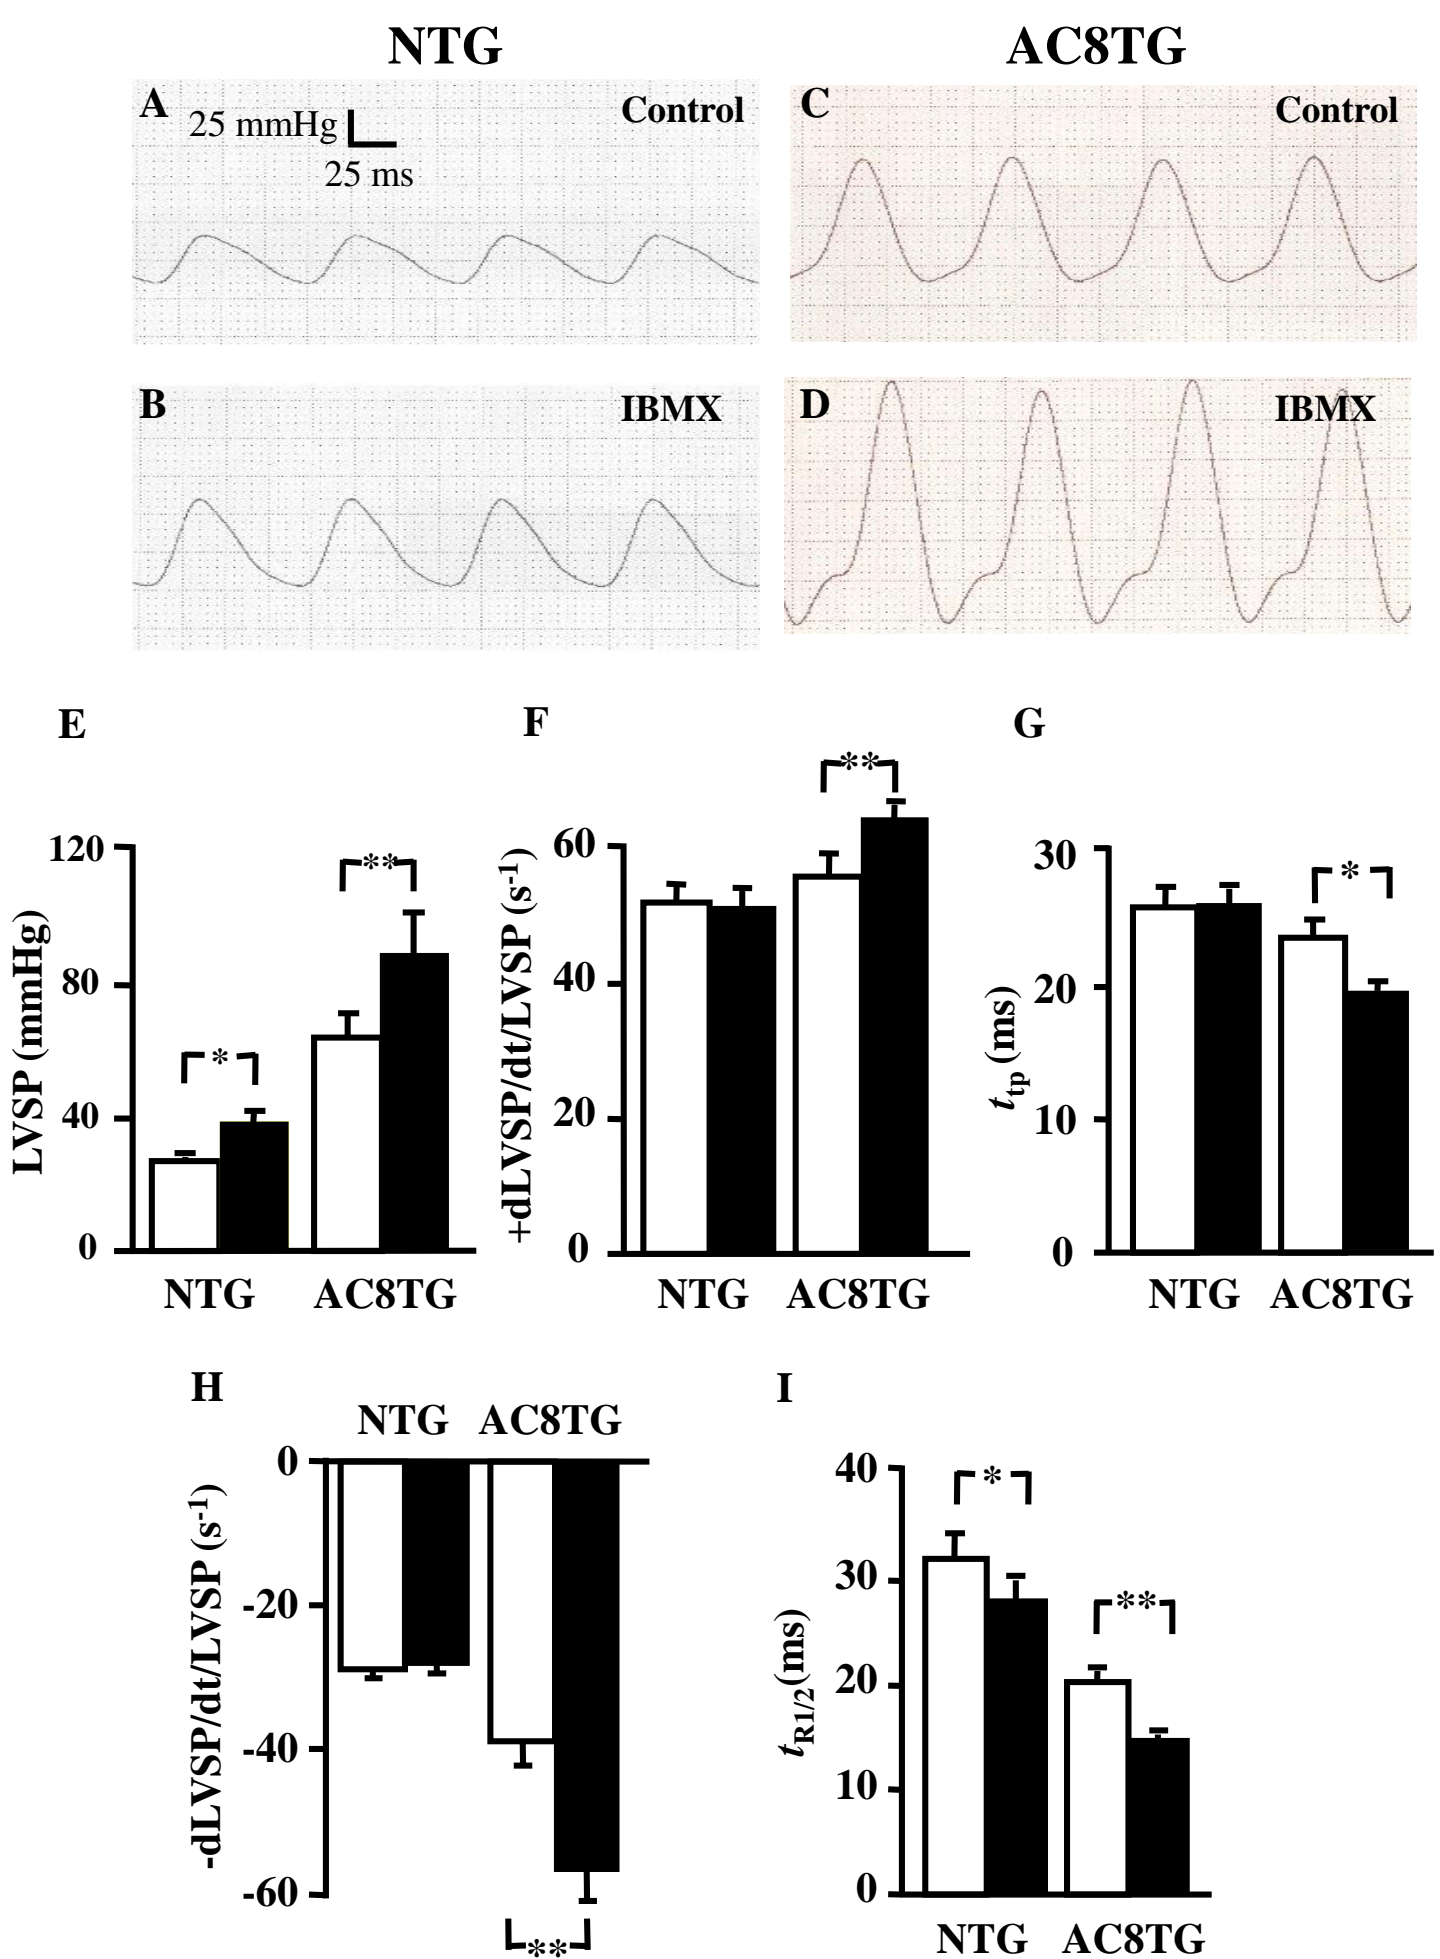 NTG AC8TG
A 25 mmHg Control
25 ms
C Control
B IBMX
D IBMX
E
LVSP (mmHg)
120
80
40
0
* **
NTG AC8TG
F
+dLVSP/dt/LVSP (s-1)
60
40
20
0
**
NTG AC8TG
G
ttp (ms)
30
20
10
0
*
NTG AC8TG
H
NTG AC8TG
-dLVSP/dt/LVSP (s-1)
0
-20
-40
-60
**
I
tR1/2(ms)
40
30
20
10
0
*
**
NTG AC8TG